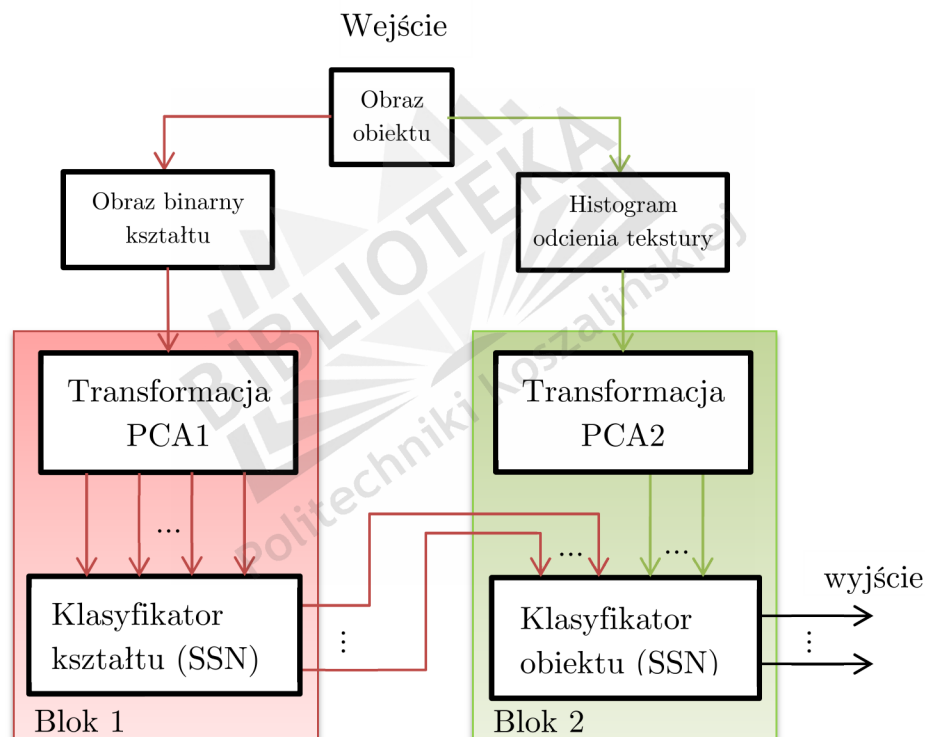 Wejście
Obraz
obiektu
Obraz binarny
kształtu
Histogram
odcienia tekstury
Transformacja
PCA1
Transformacja
PCA2
...
...
...
Klasyfikator
kształtu (SSN)
...
Klasyfikator
obiektu (SSN)
wyjście
...
Blok 1
Blok 2
BIBLIOTEKA
Politechniki Koszalińskiej